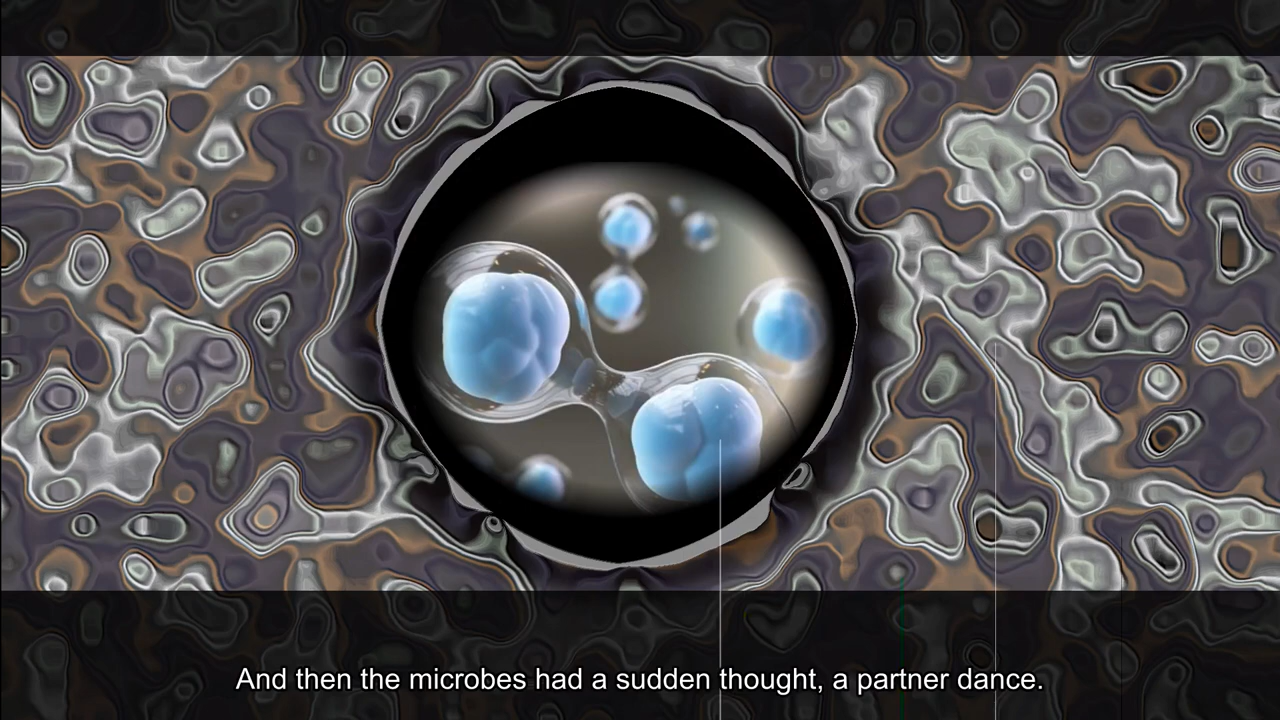 And then the microbes had a sudden thought, a partner dance.